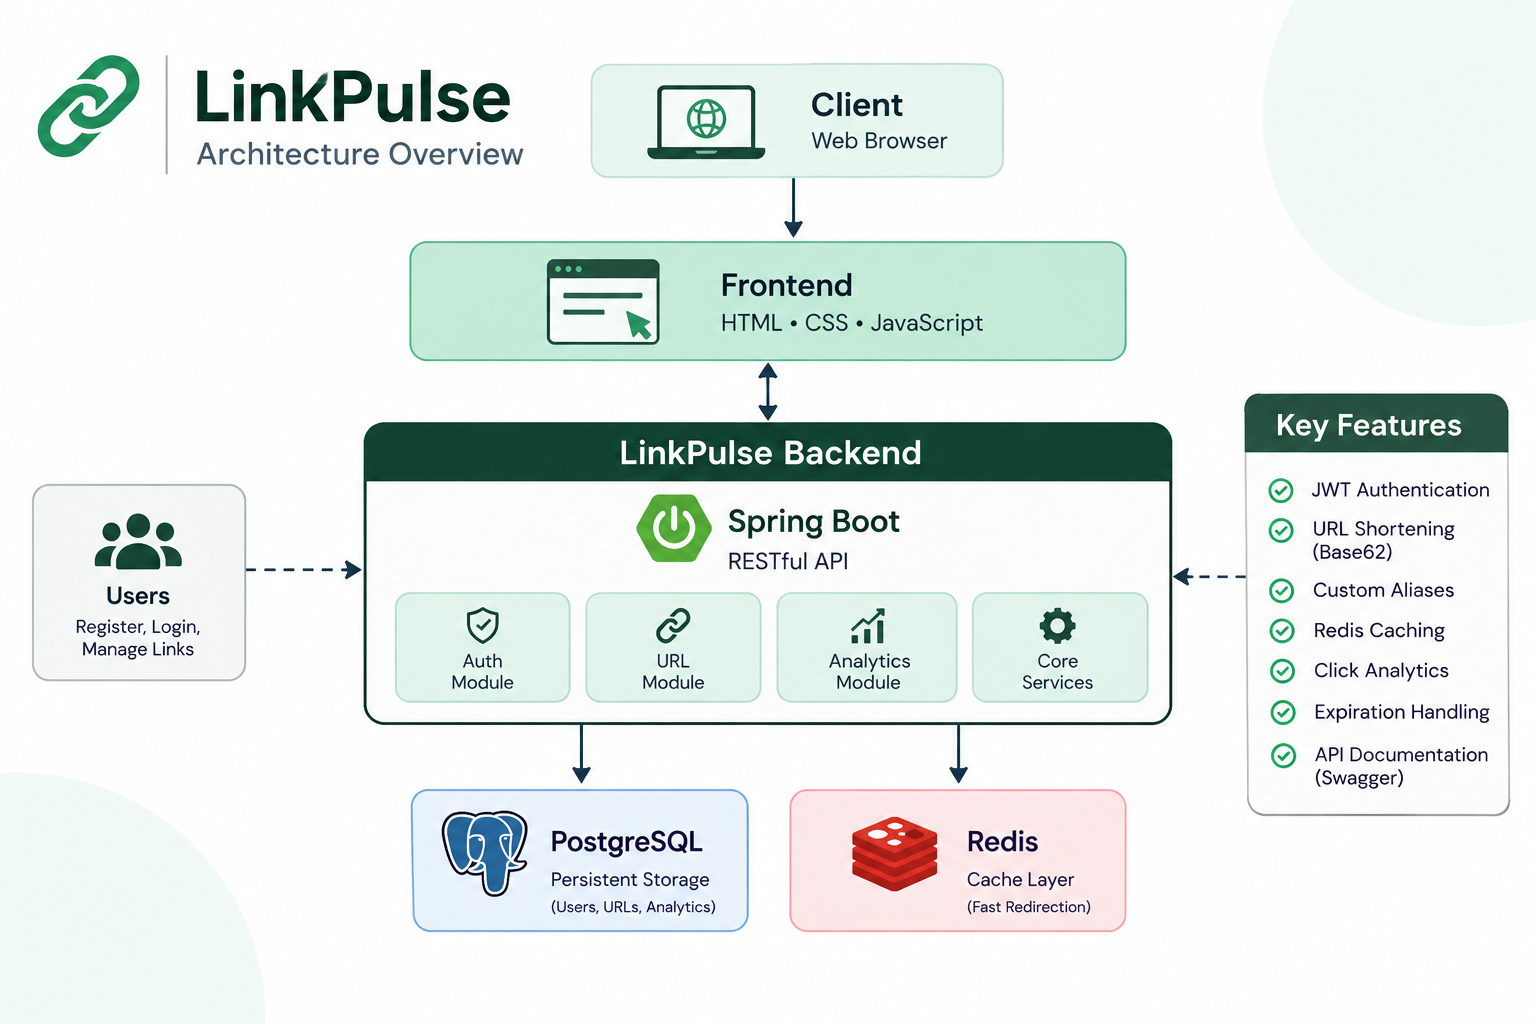 LinkPulse
Architecture Overview
Client
Web Browser
Frontend
HTML • CSS • JavaScript
LinkPulse Backend
Spring Boot
RESTful API
Auth
Module
URL
Module
Analytics
Module
Core
Services
Users
Register, Login,
Manage Links
Key Features
JWT Authentication
URL Shortening
(Base62)
Custom Aliases
Redis Caching
Click Analytics
Expiration Handling
API Documentation
(Swagger)
PostgreSQL
Persistent Storage
(Users, URLs, Analytics)
Redis
Cache Layer
(Fast Redirection)